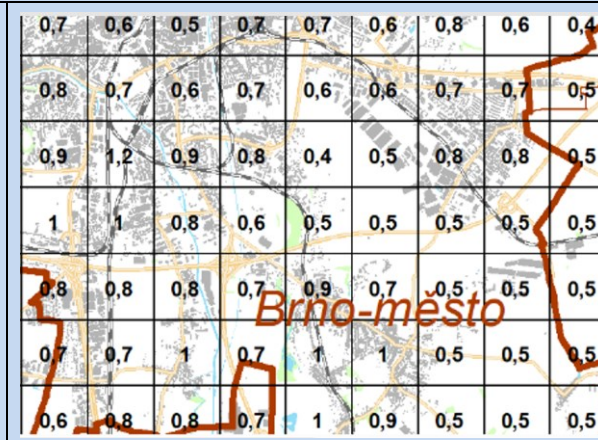 0,7 0,6 0,5 0,7 0,7 0,6 0,8 0,6 0,4
0,8 0,7 0,6 0,7 0,6 0,6 0,7 0,7 0,5
0,9 1,2 0,9 0,8 0,4 0,5 0,8 0,8 0,5
1 1 0,8 0,6 0,5 0,5 0,5 0,5 0,5
0,8 0,8 0,8 0,7 0,9 0,7 0,5 0,5 0,5
Brno-město
0,7 0,7 1 0,7 1 1 0,5 0,5 0,5
0,6 0,8 0,8 0,7 1 0,9 0,5 0,5 0,5